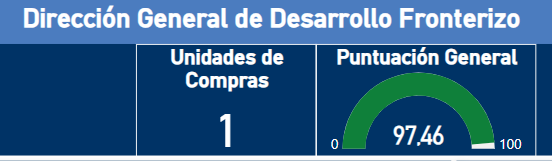 Dirección General de Desarrollo Fronterizo
Unidades de
Compras
1
Puntuación General
0
97,46
100